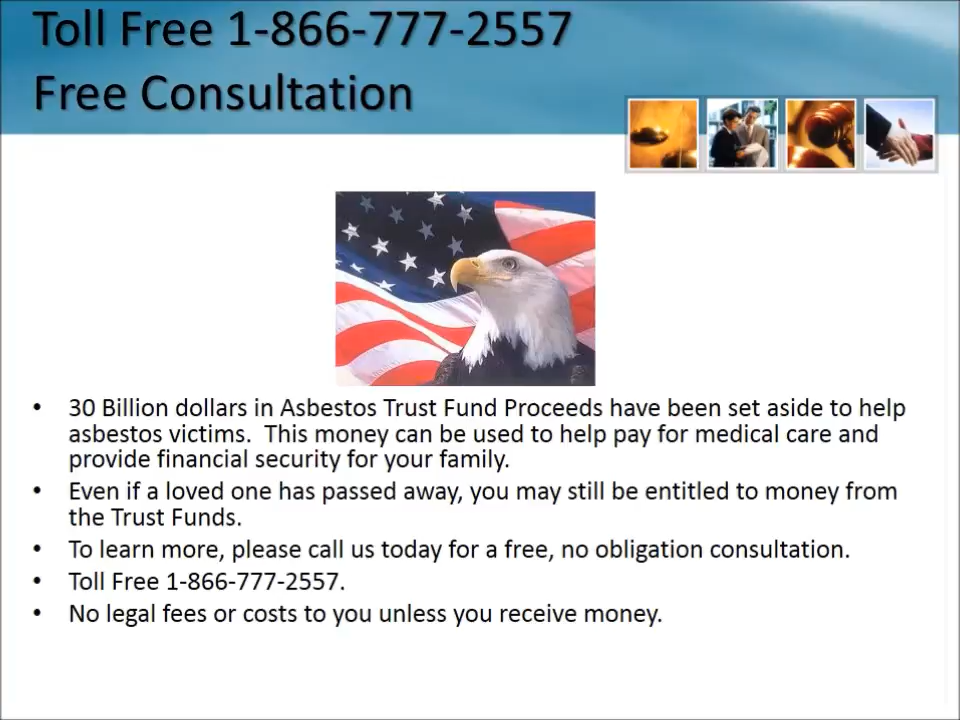 Toll Free 1-866-777-2557
Free Consultation
• 30 Billion dollars in Asbestos Trust Fund Proceeds have been set aside to help
asbestos victims.  This money can be used to help pay for medical care and
provide financial security for your family.
• Even if a loved one has passed away, you may still be entitled to money from
the Trust Funds.
• To learn more, please call us today for a free, no obligation consultation.
• Toll Free 1-866-777-2557.
• No legal fees or costs to you unless you receive money.